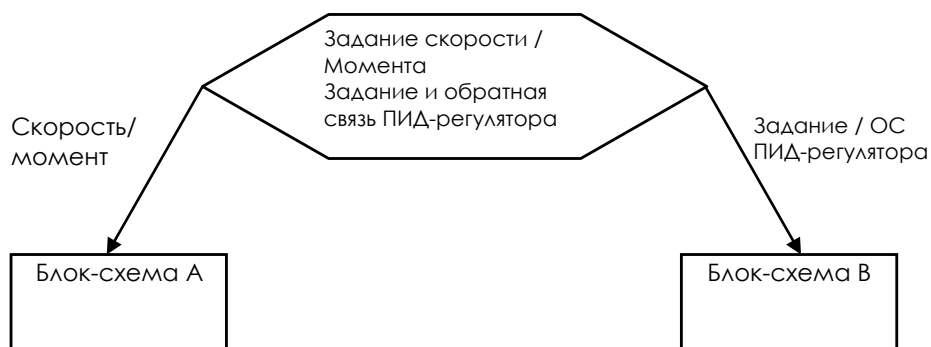 Задание скорости /
Момента
Задание и обратная
связь ПИД-регулятора
Скорость/
момент
Задание / ОС
ПИД-регулятора
Блок-схема А
Блок-схема В